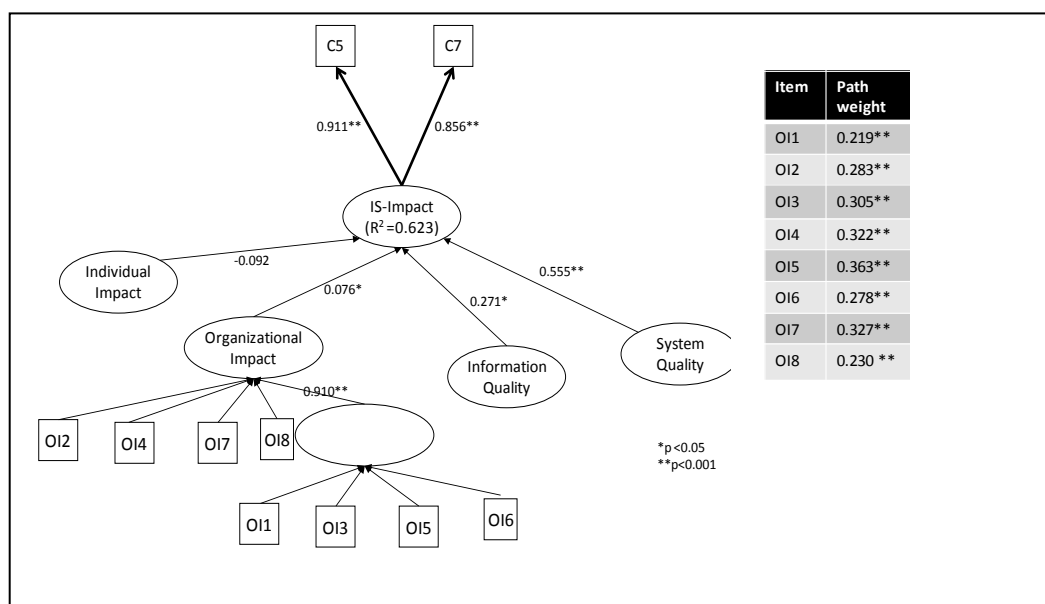 C5
C7
0.911**
0.856**
IS-Impact
(R²=0.623)
Individual
Impact
-0.092
0.076*
0.271*
0.555**
Organizational
Impact
Information
Quality
System
Quality
0.910**
OI2
OI4
OI7
OI8
OI1
OI3
OI5
OI6
Item Path weight
OI1 0.219**
OI2 0.283**
OI3 0.305**
OI4 0.322**
OI5 0.363**
OI6 0.278**
OI7 0.327**
OI8 0.230 **
*p<0.05
**p<0.001